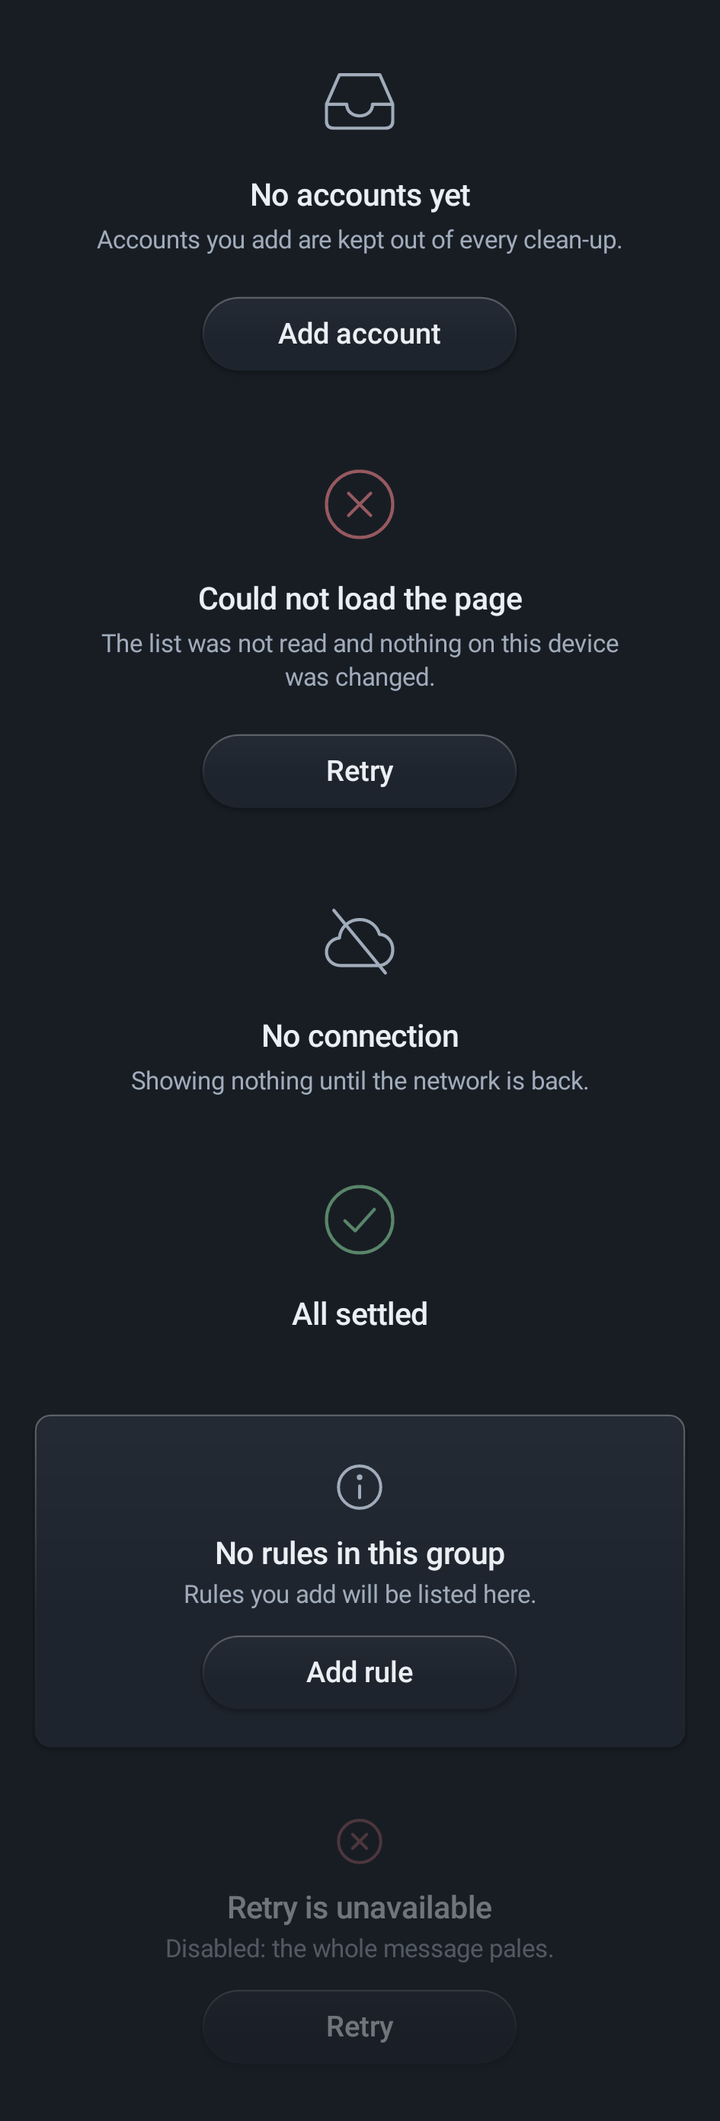 No accounts yet
Accounts you add are kept out of every clean-up.
Add account
Could not load the page
The list was not read and nothing on this device
was changed.
Retry
No connection
Showing nothing until the network is back.
All settled
No rules in this group
Rules you add will be listed here.
Add rule
Retry is unavailable
Disabled: the whole message pales.
Retry